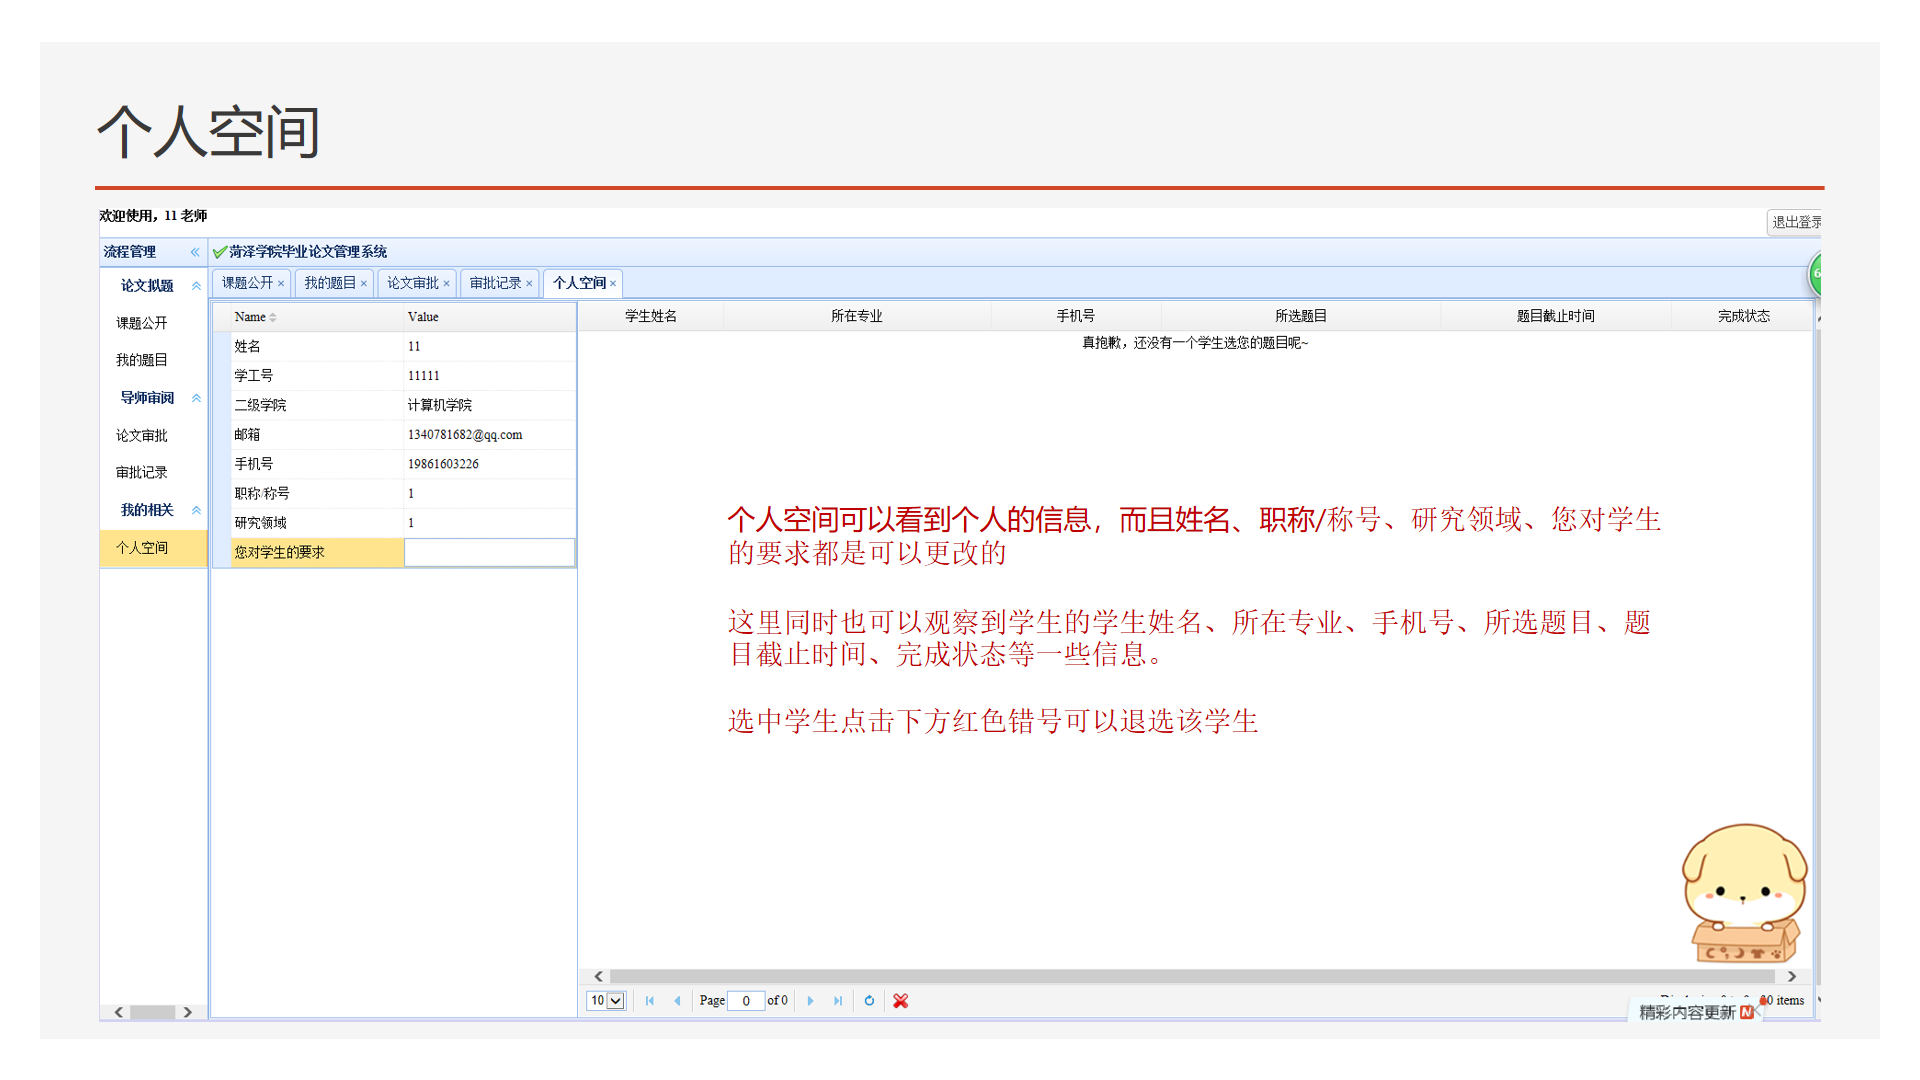 个人空间
欢迎使用，11 老师
退出登录
流程管理
菏泽学院毕业论文管理系统
论文拟题
课题公开
我的题目
导师审阅
论文审批
审批记录
我的相关
个人空间
课题公开 我的题目 论文审批 审批记录 个人空间
Name Value
姓名 11
学工号 11111
二级学院 计算机学院
邮箱 1340781682@qq.com
手机号 19861603226
职称/称号 1
研究领域 1
您对学生的要求
学生姓名 所在专业 手机号 所选题目 题目截止时间 完成状态
真抱歉，还没有一个学生选您的题目呢~
个人空间可以看到个人的信息，而且姓名、职称/称号、研究领域、您对学生
的要求都是可以更改的
这里同时也可以观察到学生的学生姓名、所在专业、手机号、所选题目、题
目截止时间、完成状态等一些信息。
选中学生点击下方红色错号可以退选该学生
10 Page 0 of 0
items
精彩内容更新 N